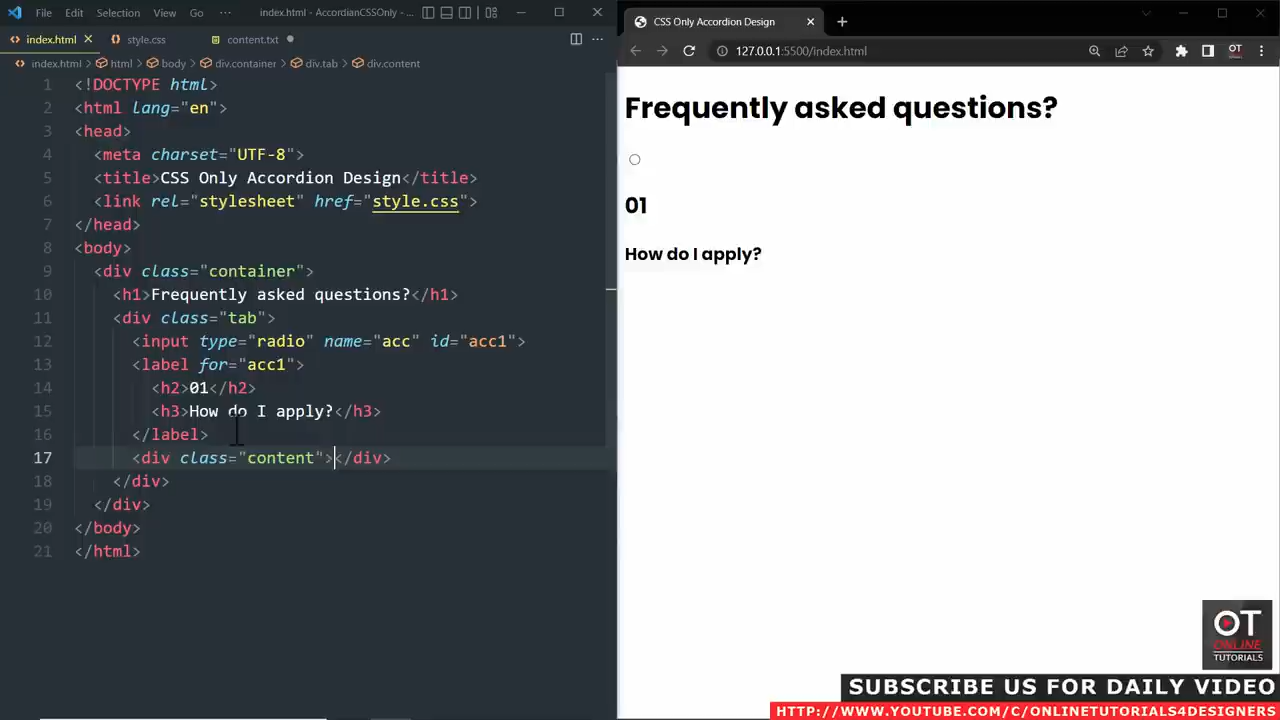 File Edit Selection View Go ··· index.html - AccordianCSSOnly - ...
index.html style.css content.txt
index.html > html > body > div.container > div.tab > div.content
1 <!DOCTYPE html>
2 <html lang="en">
3 <head>
4 <meta charset="UTF-8">
5 <title>CSS Only Accordion Design</title>
6 <link rel="stylesheet" href="style.css">
7 </head>
8 <body>
9 <div class="container">
10 <h1>Frequently asked questions?</h1>
11 <div class="tab">
12 <input type="radio" name="acc" id="acc1">
13 <label for="acc1">
14 <h2>01</h2>
15 <h3>How do I apply?</h3>
16 </label>
17 <div class="content"></div>
18 </div>
19 </div>
20 </body>
21 </html>
CSS Only Accordion Design
127.0.0.1:5500/index.html
Frequently asked questions?
01
How do I apply?
OT
ONLINE
TUTORIALS
SUBSCRIBE US FOR DAILY VIDEO
HTTP://WWW.YOUTUBE.COM/C/ONLINETUTORIALS4DESIGNERS